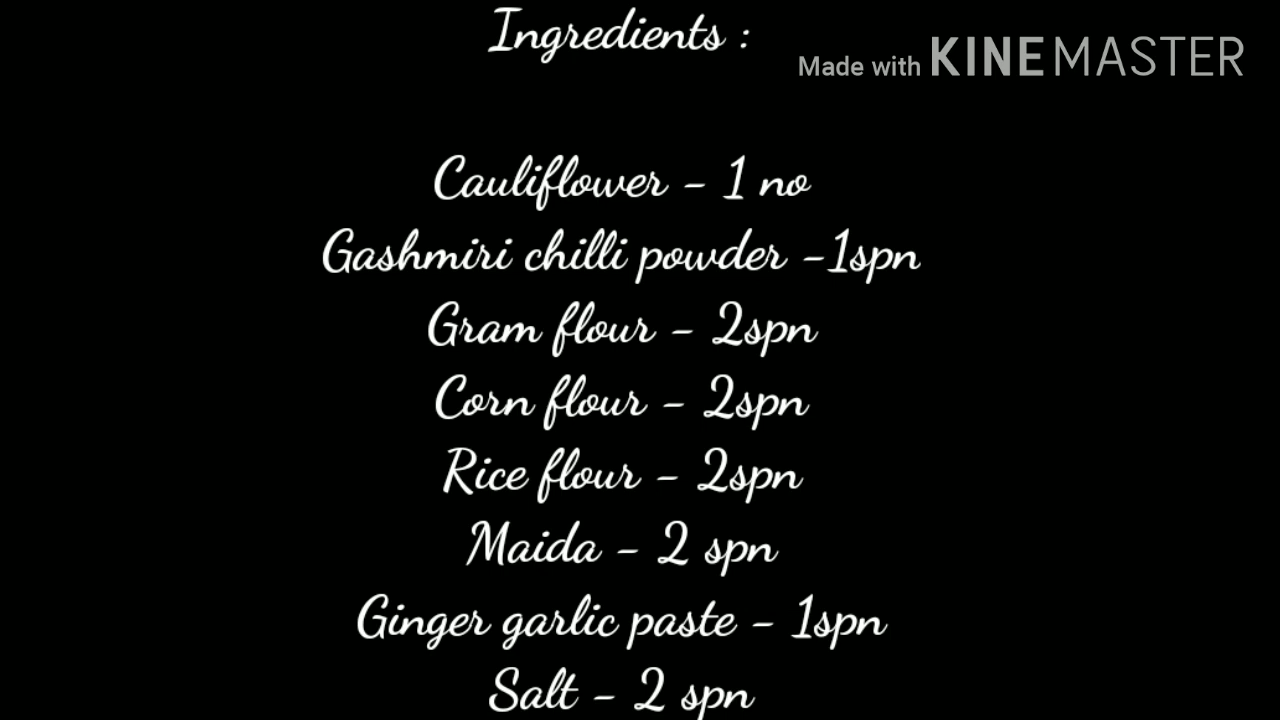 Ingredients :
Made with KINEMASTER
Cauliflower - 1 no
Gashmiri chilli powder -1spn
Gram flour - 2spn
Corn flour - 2spn
Rice flour - 2spn
Maida - 2 spn
Ginger garlic paste - 1spn
Salt - 2 spn